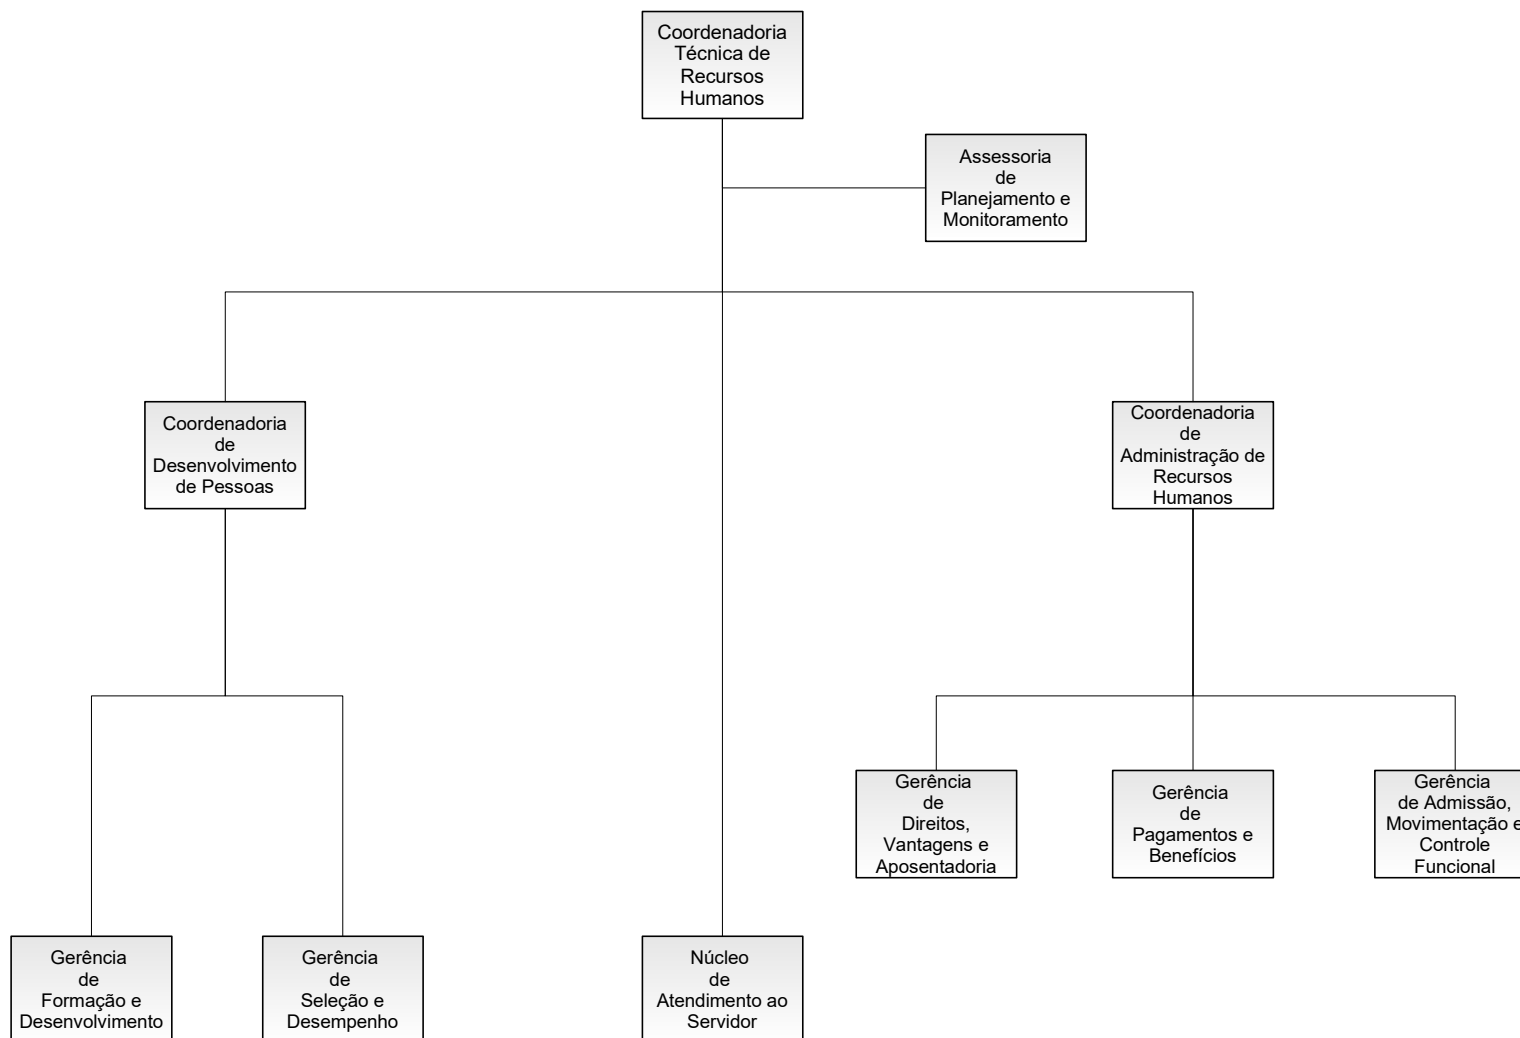 Coordenadoria
Técnica de
Recursos
Humanos
Assessoria
de
Planejamento e
Monitoramento
Coordenadoria
de
Desenvolvimento
de Pessoas
Coordenadoria
de
Administração de
Recursos
Humanos
Gerência
de
Direitos,
Vantagens e
Aposentadoria
Gerência
de
Pagamentos e
Benefícios
Gerência
de Admissão,
Movimentação e
Controle
Funcional
Gerência
de
Formação e
Desenvolvimento
Gerência
de
Seleção e
Desempenho
Núcleo
de
Atendimento ao
Servidor